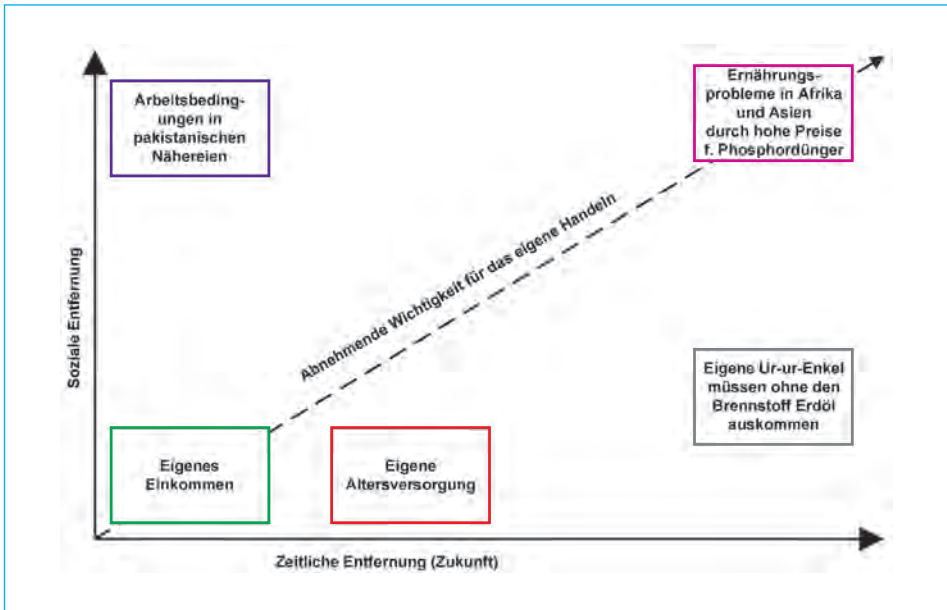 Arbeitsbeding-
ungen in
pakistanischen
Nähereien
Ernährungs-
probleme in Afrika
und Asien
durch hohe Preise
f. Phosphordünger
Abnehmende Wichtigkeit für das eigene Handeln
Soziale Entfernung
Eigene Ur-ur-Enkel
müssen ohne den
Brennstoff Erdöl
auskommen
Eigenes
Einkommen
Eigene
Altersversorgung
Zeitliche Entfernung (Zukunft)